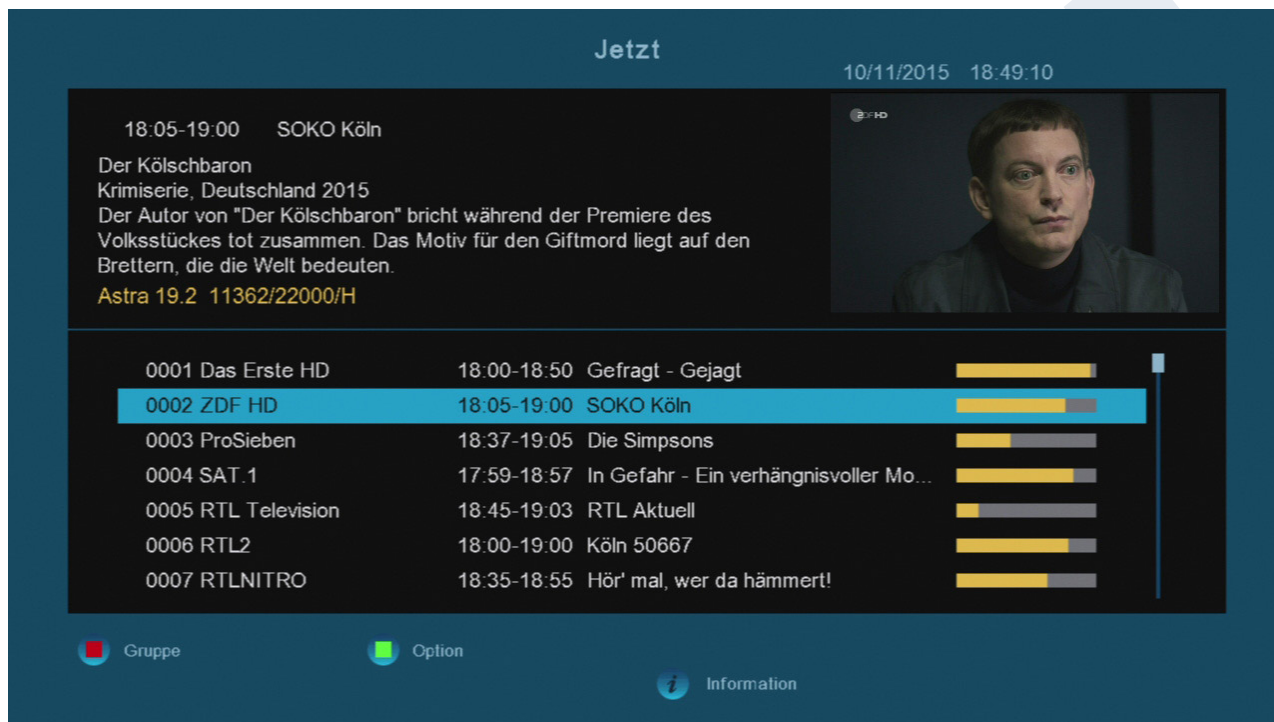 Jetzt
10/11/2015 18:49:10
18:05-19:00 SOKO Köln
Der Kölschbaron
Krimiserie, Deutschland 2015
Der Autor von "Der Kölschbaron" bricht während der Premiere des
Volksstückes tot zusammen. Das Motiv für den Giftmord liegt auf den
Brettern, die die Welt bedeuten.
Astra 19.2 11362/22000/H
ZDF HD
0001 Das Erste HD 18:00-18:50 Gefragt - Gejagt
0002 ZDF HD 18:05-19:00 SOKO Köln
0003 ProSieben 18:37-19:05 Die Simpsons
0004 SAT.1 17:59-18:57 In Gefahr - Ein verhängnisvoller Mo...
0005 RTL Television 18:45-19:03 RTL Aktuell
0006 RTL2 18:00-19:00 Köln 50667
0007 RTLNITRO 18:35-18:55 Hör' mal, wer da hämmert!
Gruppe
Option
i Information